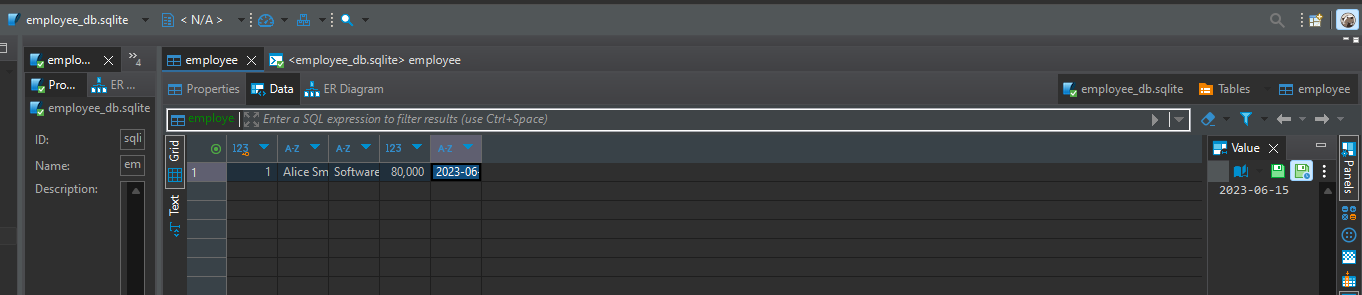 employee_db.sqlite < N/A >
emplo... 4 employee <employee_db.sqlite> employee
Pro... ER ... Properties Data ER Diagram employee_db.sqlite Tables employee
employee_db.sqlite employe Enter a SQL expression to filter results (use Ctrl+Space)
ID: sqli Grid 123 A-Z A-Z 123 A-Z Value
Name: em 1 1 Alice Sm Software 80,000 2023-06-
Description: Text 2023-06-15 Panels